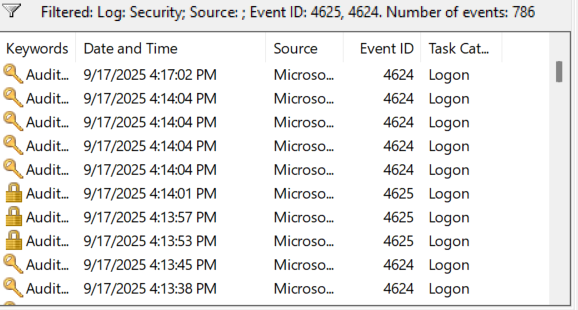 Filtered: Log: Security; Source: ; Event ID: 4625, 4624. Number of events: 786
Keywords Date and Time Source Event ID Task Cat...
Audit... 9/17/2025 4:17:02 PM Microso... 4624 Logon
Audit... 9/17/2025 4:14:04 PM Microso... 4624 Logon
Audit... 9/17/2025 4:14:04 PM Microso... 4624 Logon
Audit... 9/17/2025 4:14:04 PM Microso... 4624 Logon
Audit... 9/17/2025 4:14:04 PM Microso... 4624 Logon
Audit... 9/17/2025 4:14:01 PM Microso... 4625 Logon
Audit... 9/17/2025 4:13:57 PM Microso... 4625 Logon
Audit... 9/17/2025 4:13:53 PM Microso... 4625 Logon
Audit... 9/17/2025 4:13:45 PM Microso... 4624 Logon
Audit... 9/17/2025 4:13:38 PM Microso... 4624 Logon